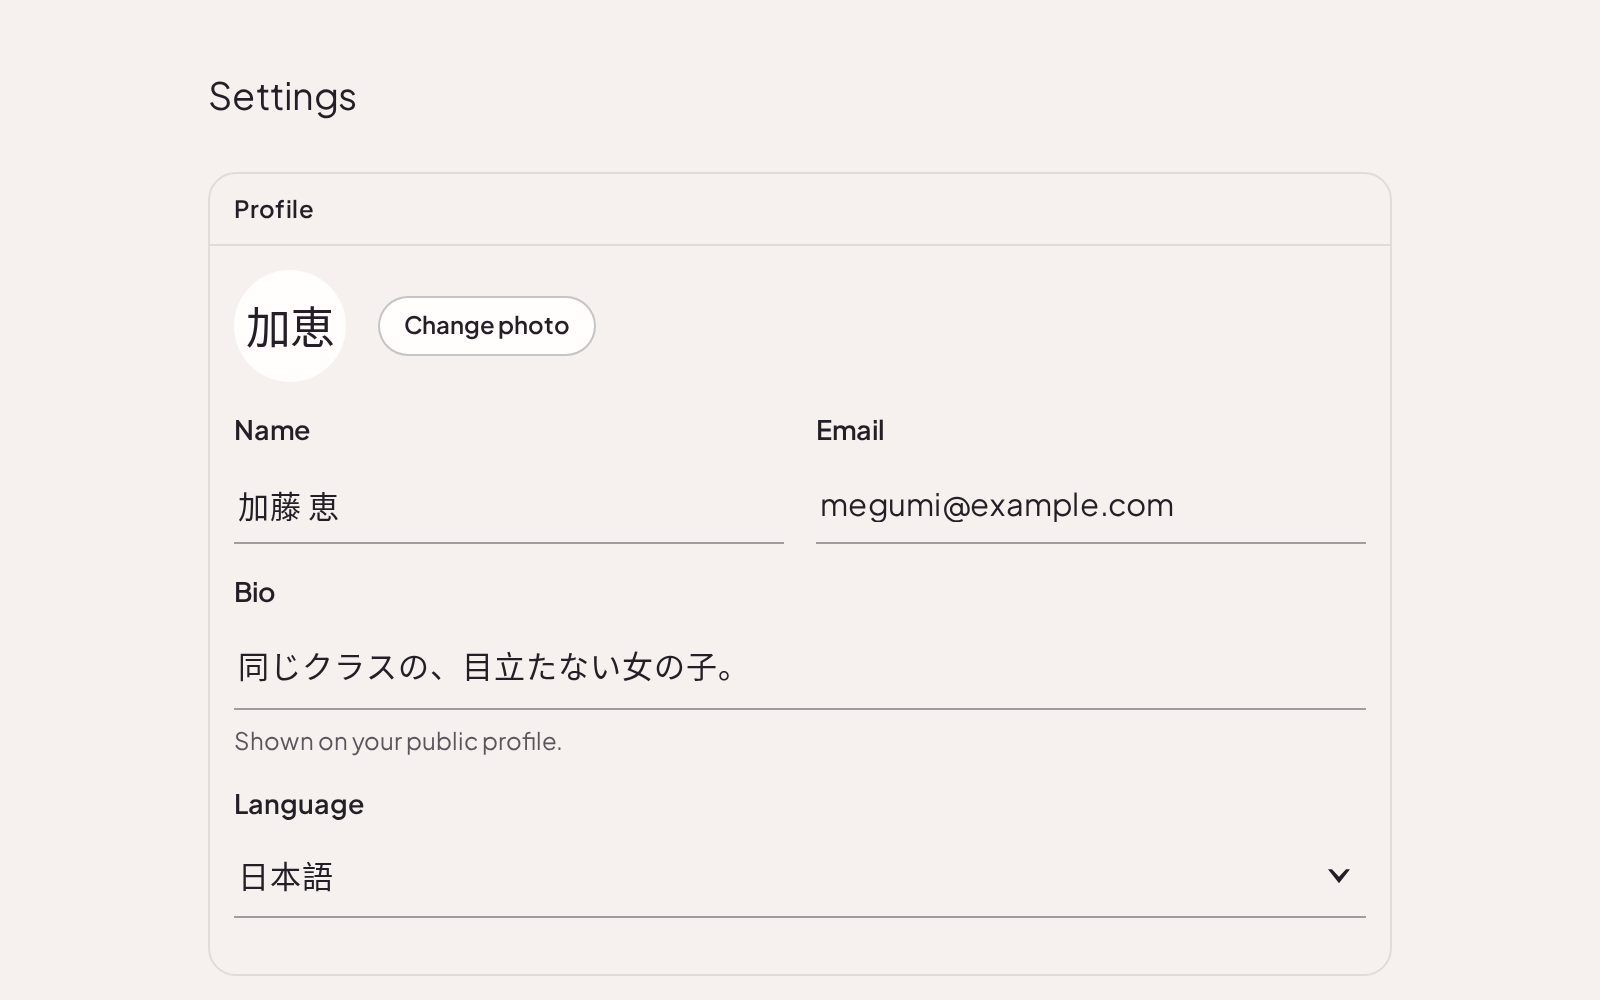 Settings
Profile
加恵
Change photo
Name
Email
加藤 恵
megumi@example.com
Bio
同じクラスの、目立たない女の子。
Shown on your public profile.
Language
日本語